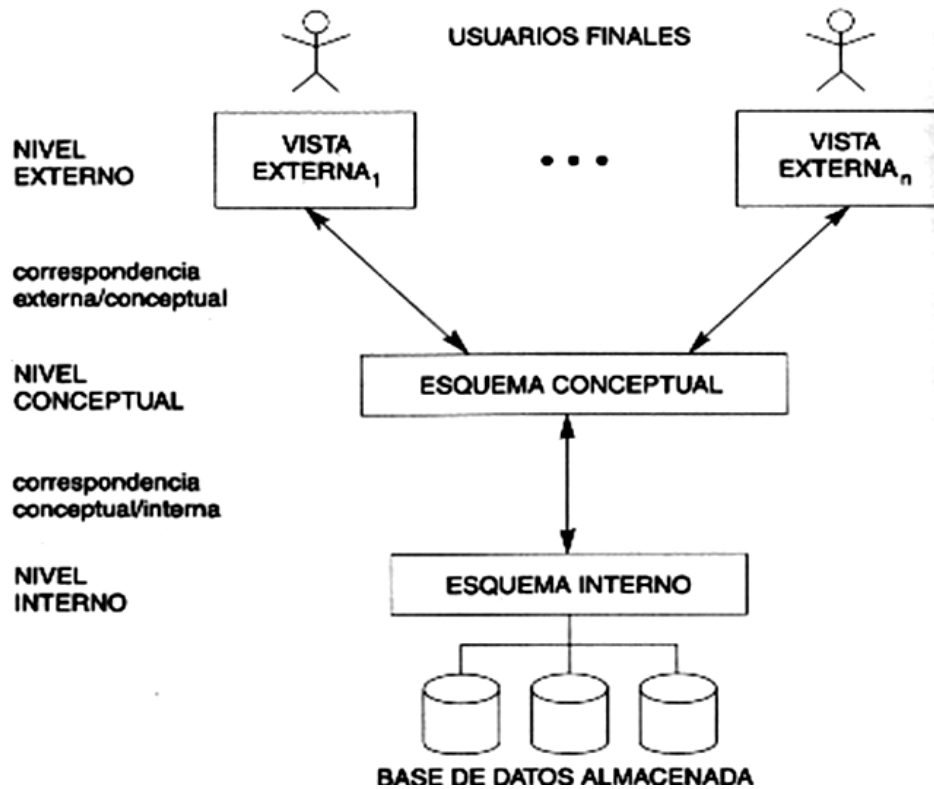 USUARIOS FINALES
NIVEL
EXTERNO
VISTA
EXTERNA1
• • •
VISTA
EXTERNAn
correspondencia
externa/conceptual
NIVEL
CONCEPTUAL
ESQUEMA CONCEPTUAL
correspondencia
conceptual/interna
NIVEL
INTERNO
ESQUEMA INTERNO
BASE DE DATOS ALMACENADA